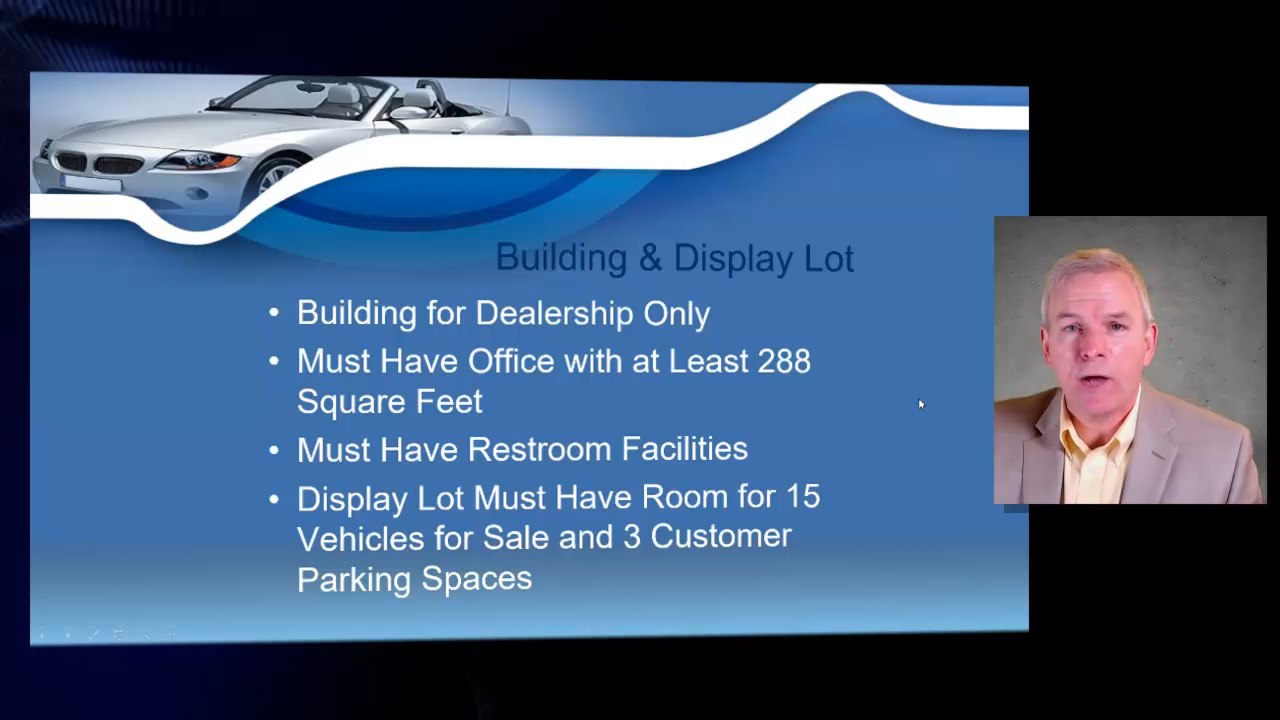 Building & Display Lot
• Building for Dealership Only
• Must Have Office with at Least 288
Square Feet
• Must Have Restroom Facilities
• Display Lot Must Have Room for 15
Vehicles for Sale and 3 Customer
Parking Spaces